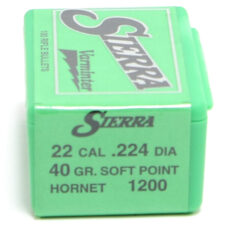 100 RIFLE BULLETS
Varminter
SIERRA
SIERRA
22 CAL .224 DIA
40 GR. SOFT POINT
HORNET 1200